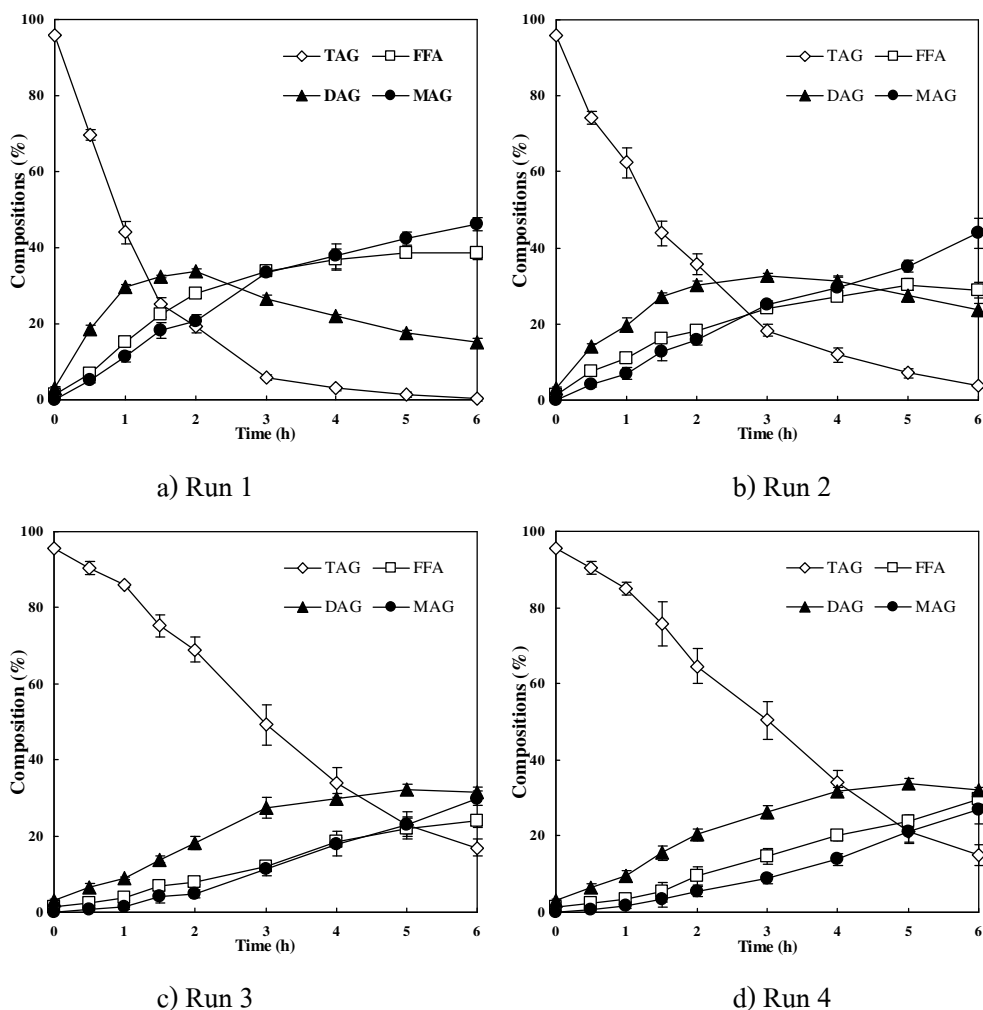 100
80
60
40
20
0
Compositions (%)
TAG FFA
DAG MAG
0 1 2 3 4 5 6
Time (h)
a) Run 1
100
80
60
40
20
0
Compositions (%)
TAG FFA
DAG MAG
0 1 2 3 4 5 6
Time (h)
b) Run 2
100
80
60
40
20
0
Composition (%)
TAG FFA
DAG MAG
0 1 2 3 4 5 6
Time (h)
c) Run 3
100
80
60
40
20
0
Compositions (%)
TAG FFA
DAG MAG
0 1 2 3 4 5 6
Time (h)
d) Run 4